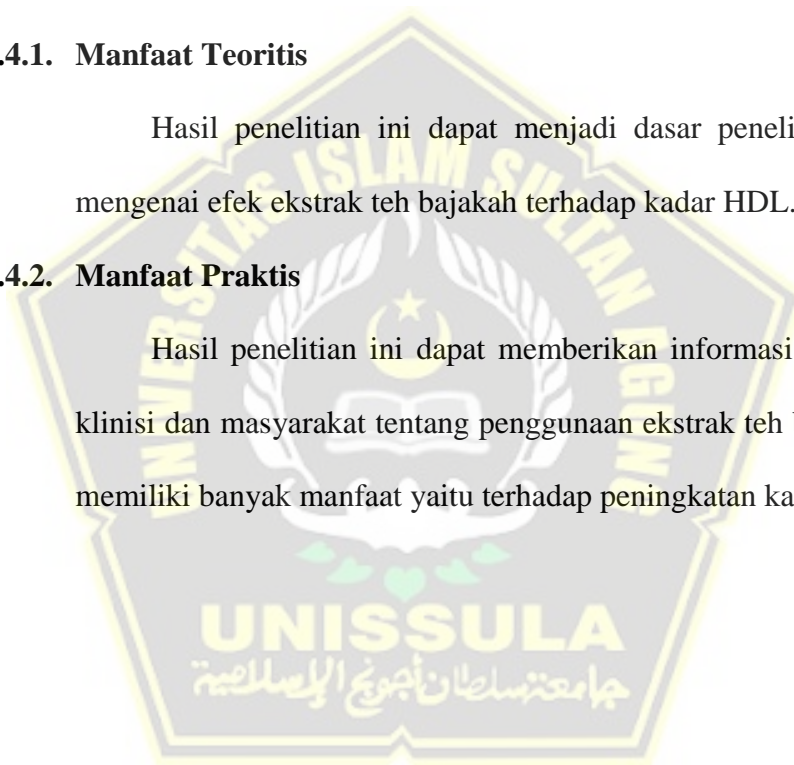 .4.1. Manfaat Teoritis
Hasil penelitian ini dapat menjadi dasar peneli
mengenai efek ekstrak teh bajakah terhadap kadar HDL.
.4.2. Manfaat Praktis
Hasil penelitian ini dapat memberikan informasi
klinisi dan masyarakat tentang penggunaan ekstrak teh
memiliki banyak manfaat yaitu terhadap peningkatan ka
UNIVERSITAS ISLAM SULTAN AGUNG
UNISSULA
جامعة سلطان أجونج الإسلامية